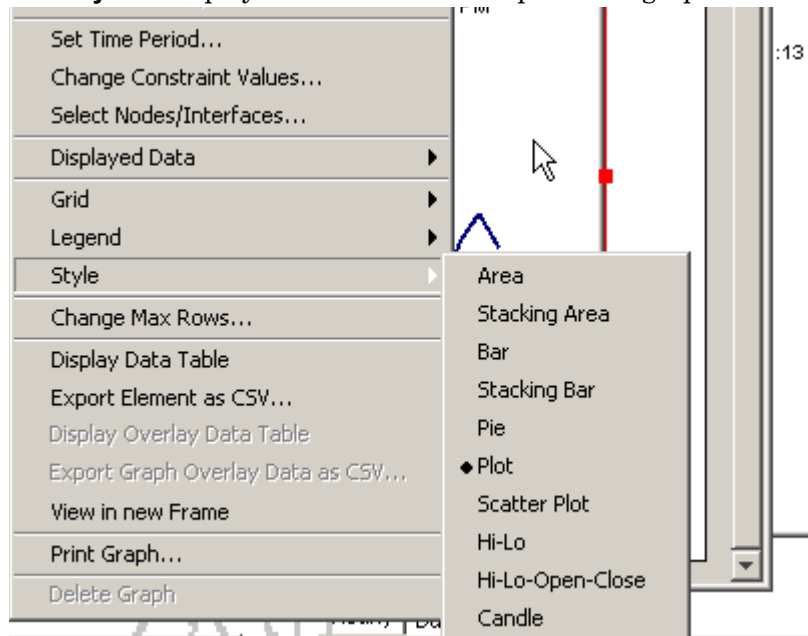 Set Time Period...
Change Constraint Values...
Select Nodes/Interfaces...
Displayed Data
Grid
Legend
Style
Change Max Rows...
Display Data Table
Export Element as CSV...
Display Overlay Data Table
Export Graph Overlay Data as CSV...
View in new Frame
Print Graph...
Delete Graph
Area
Stacking Area
Bar
Stacking Bar
Pie
Plot
Scatter Plot
Hi-Lo
Hi-Lo-Open-Close
Candle
:13